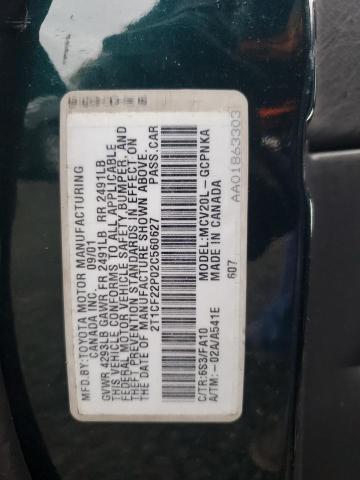 MFD.BY:TOYOTA MOTOR MANUFACTURING
CANADA INC. 09/01
GVWR 4293LB GAWR FR 2491LB RR 2491LB
THIS VEHICLE CONFORMS TO ALL APPLICABLE
FEDERAL MOTOR VEHICLE SAFETY, BUMPER, AND
THEFT PREVENTION STANDARDS IN EFFECT ON
THE DATE OF MANUFACTURE SHOWN ABOVE.
2T1CF22P02C560627 PASS.CAR
C/TR:6S3/FA10 MCV20L-GCPNKA
A/TM:-02A/A541E MADE IN CANADA
607
AA01863303